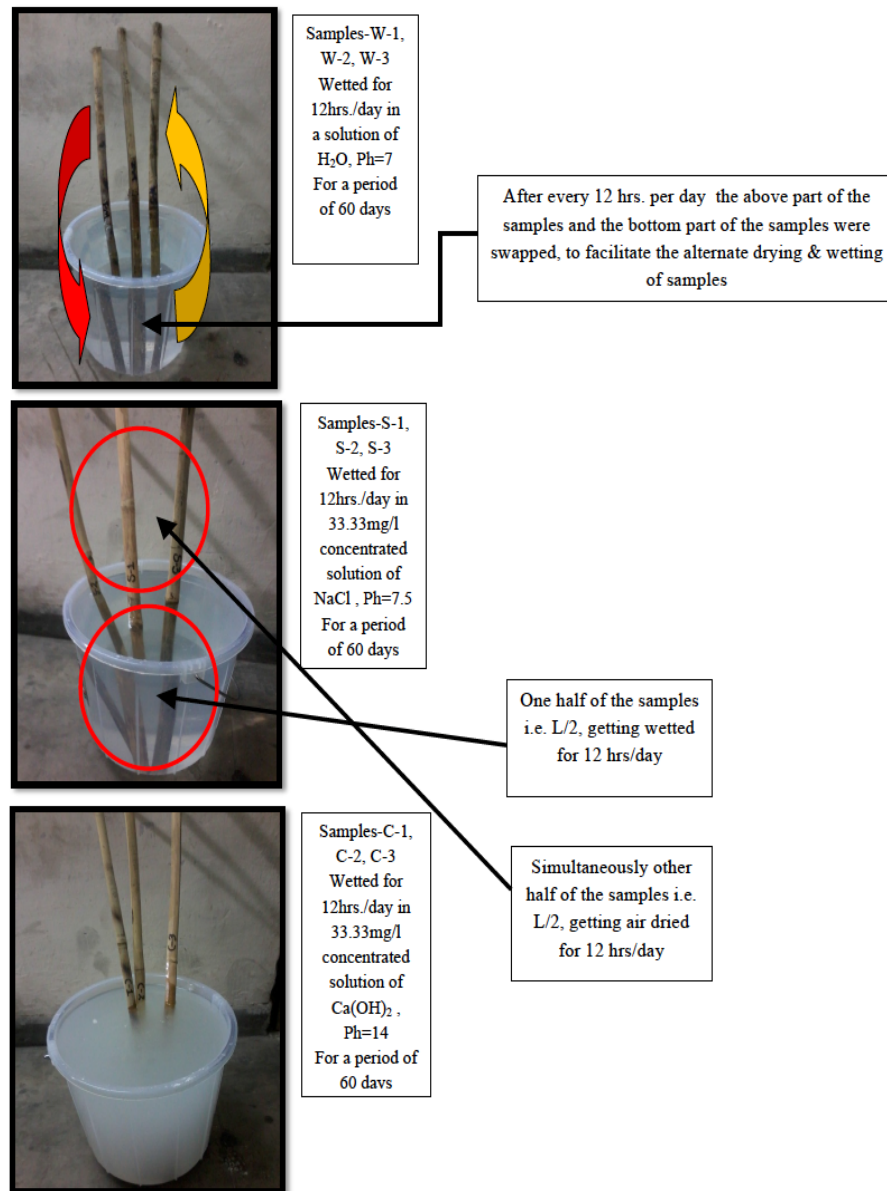 Samples-W-1,
W-2, W-3
Wetted for
12hrs./day in
a solution of
H₂O, Ph=7
For a period
of 60 days
After every 12 hrs. per day the above part of the
samples and the bottom part of the samples were
swapped, to facilitate the alternate drying & wetting
of samples
Samples-S-1,
S-2, S-3
Wetted for
12hrs./day in
33.33mg/l
concentrated
solution of
NaCl , Ph=7.5
For a period
of 60 days
S-1
One half of the samples
i.e. L/2, getting wetted
for 12 hrs/day
Simultaneously other
half of the samples i.e.
L/2, getting air dried
for 12 hrs/day
Samples-C-1,
C-2, C-3
Wetted for
12hrs./day in
33.33mg/l
concentrated
solution of
Ca(OH)₂ ,
Ph=14
For a period of
60 days
C-3